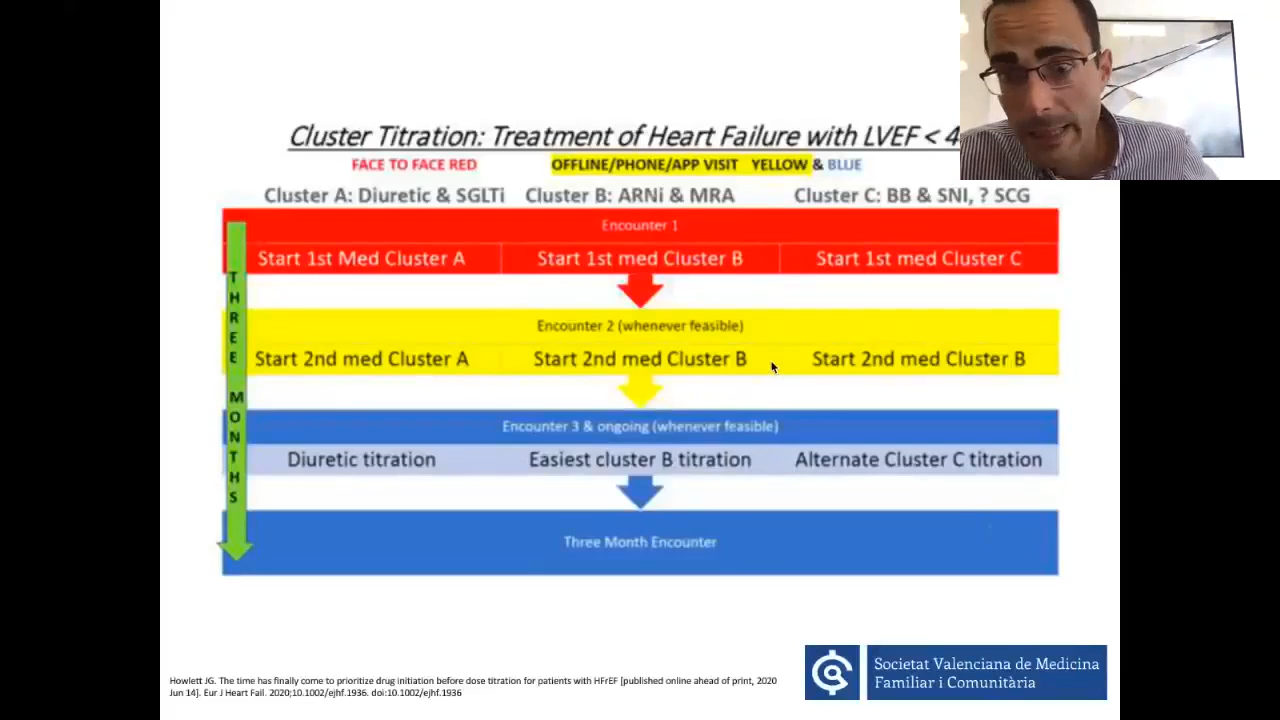 Cluster Titration: Treatment of Heart Failure with LVEF < 4
FACE TO FACE RED
OFFLINE/PHONE/APP VISIT YELLOW & BLUE
Cluster A: Diuretic & SGLTi
Cluster B: ARNi & MRA
Cluster C: BB & SNI, ? SCG
Encounter 1
Start 1st Med Cluster A
Start 1st med Cluster B
Start 1st med Cluster C
Encounter 2 (whenever feasible)
Start 2nd med Cluster A
Start 2nd med Cluster B
Start 2nd med Cluster B
Encounter 3 & ongoing (whenever feasible)
Diuretic titration
Easiest cluster B titration
Alternate Cluster C titration
Three Month Encounter
THREE MONTHS
Howlett JG. The time has finally come to prioritize drug initiation before dose titration for patients with HFrEF [published online ahead of print, 2020
Jun 14]. Eur J Heart Fail. 2020;10.1002/ejhf.1936. doi:10.1002/ejhf.1936
Societat Valenciana de Medicina
Familiar i Comunitària